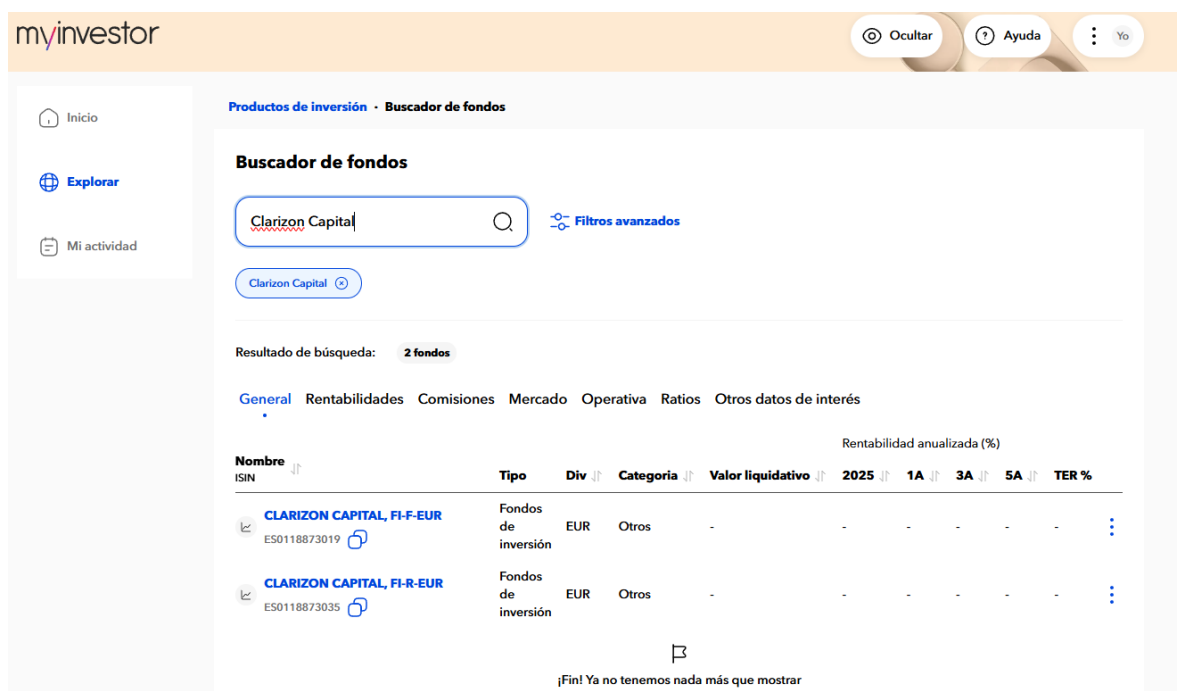 myinvestor
Ocultar
Ayuda
Yo
Inicio
Explorar
Mi actividad
Productos de inversión · Buscador de fondos
Buscador de fondos
Clarizon Capital
Filtros avanzados
Clarizon Capital
Resultado de búsqueda: 2 fondos
General Rentabilidades Comisiones Mercado Operativa Ratios Otros datos de interés
Rentabilidad anualizada (%)
Nombre
ISIN
Tipo Div Categoria Valor liquidativo 2025 1A 3A 5A TER %
CLARIZON CAPITAL, FI-F-EUR
ES0118873019
Fondos
de
inversión
EUR Otros - - - - - -
CLARIZON CAPITAL, FI-R-EUR
ES0118873035
Fondos
de
inversión
EUR Otros - - - - - -
¡Fin! Ya no tenemos nada más que mostrar